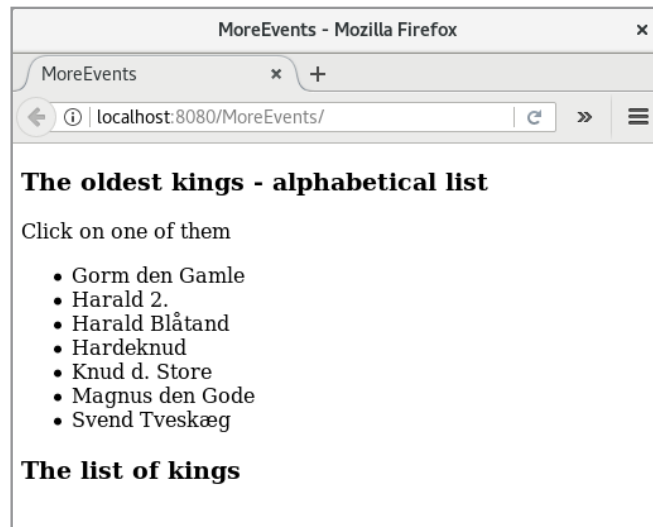 MoreEvents - Mozilla Firefox
MoreEvents
localhost:8080/MoreEvents/
The oldest kings - alphabetical list
Click on one of them
Gorm den Gamle
Harald 2.
Harald Blåtand
Hardeknud
Knud d. Store
Magnus den Gode
Svend Tveskæg
The list of kings